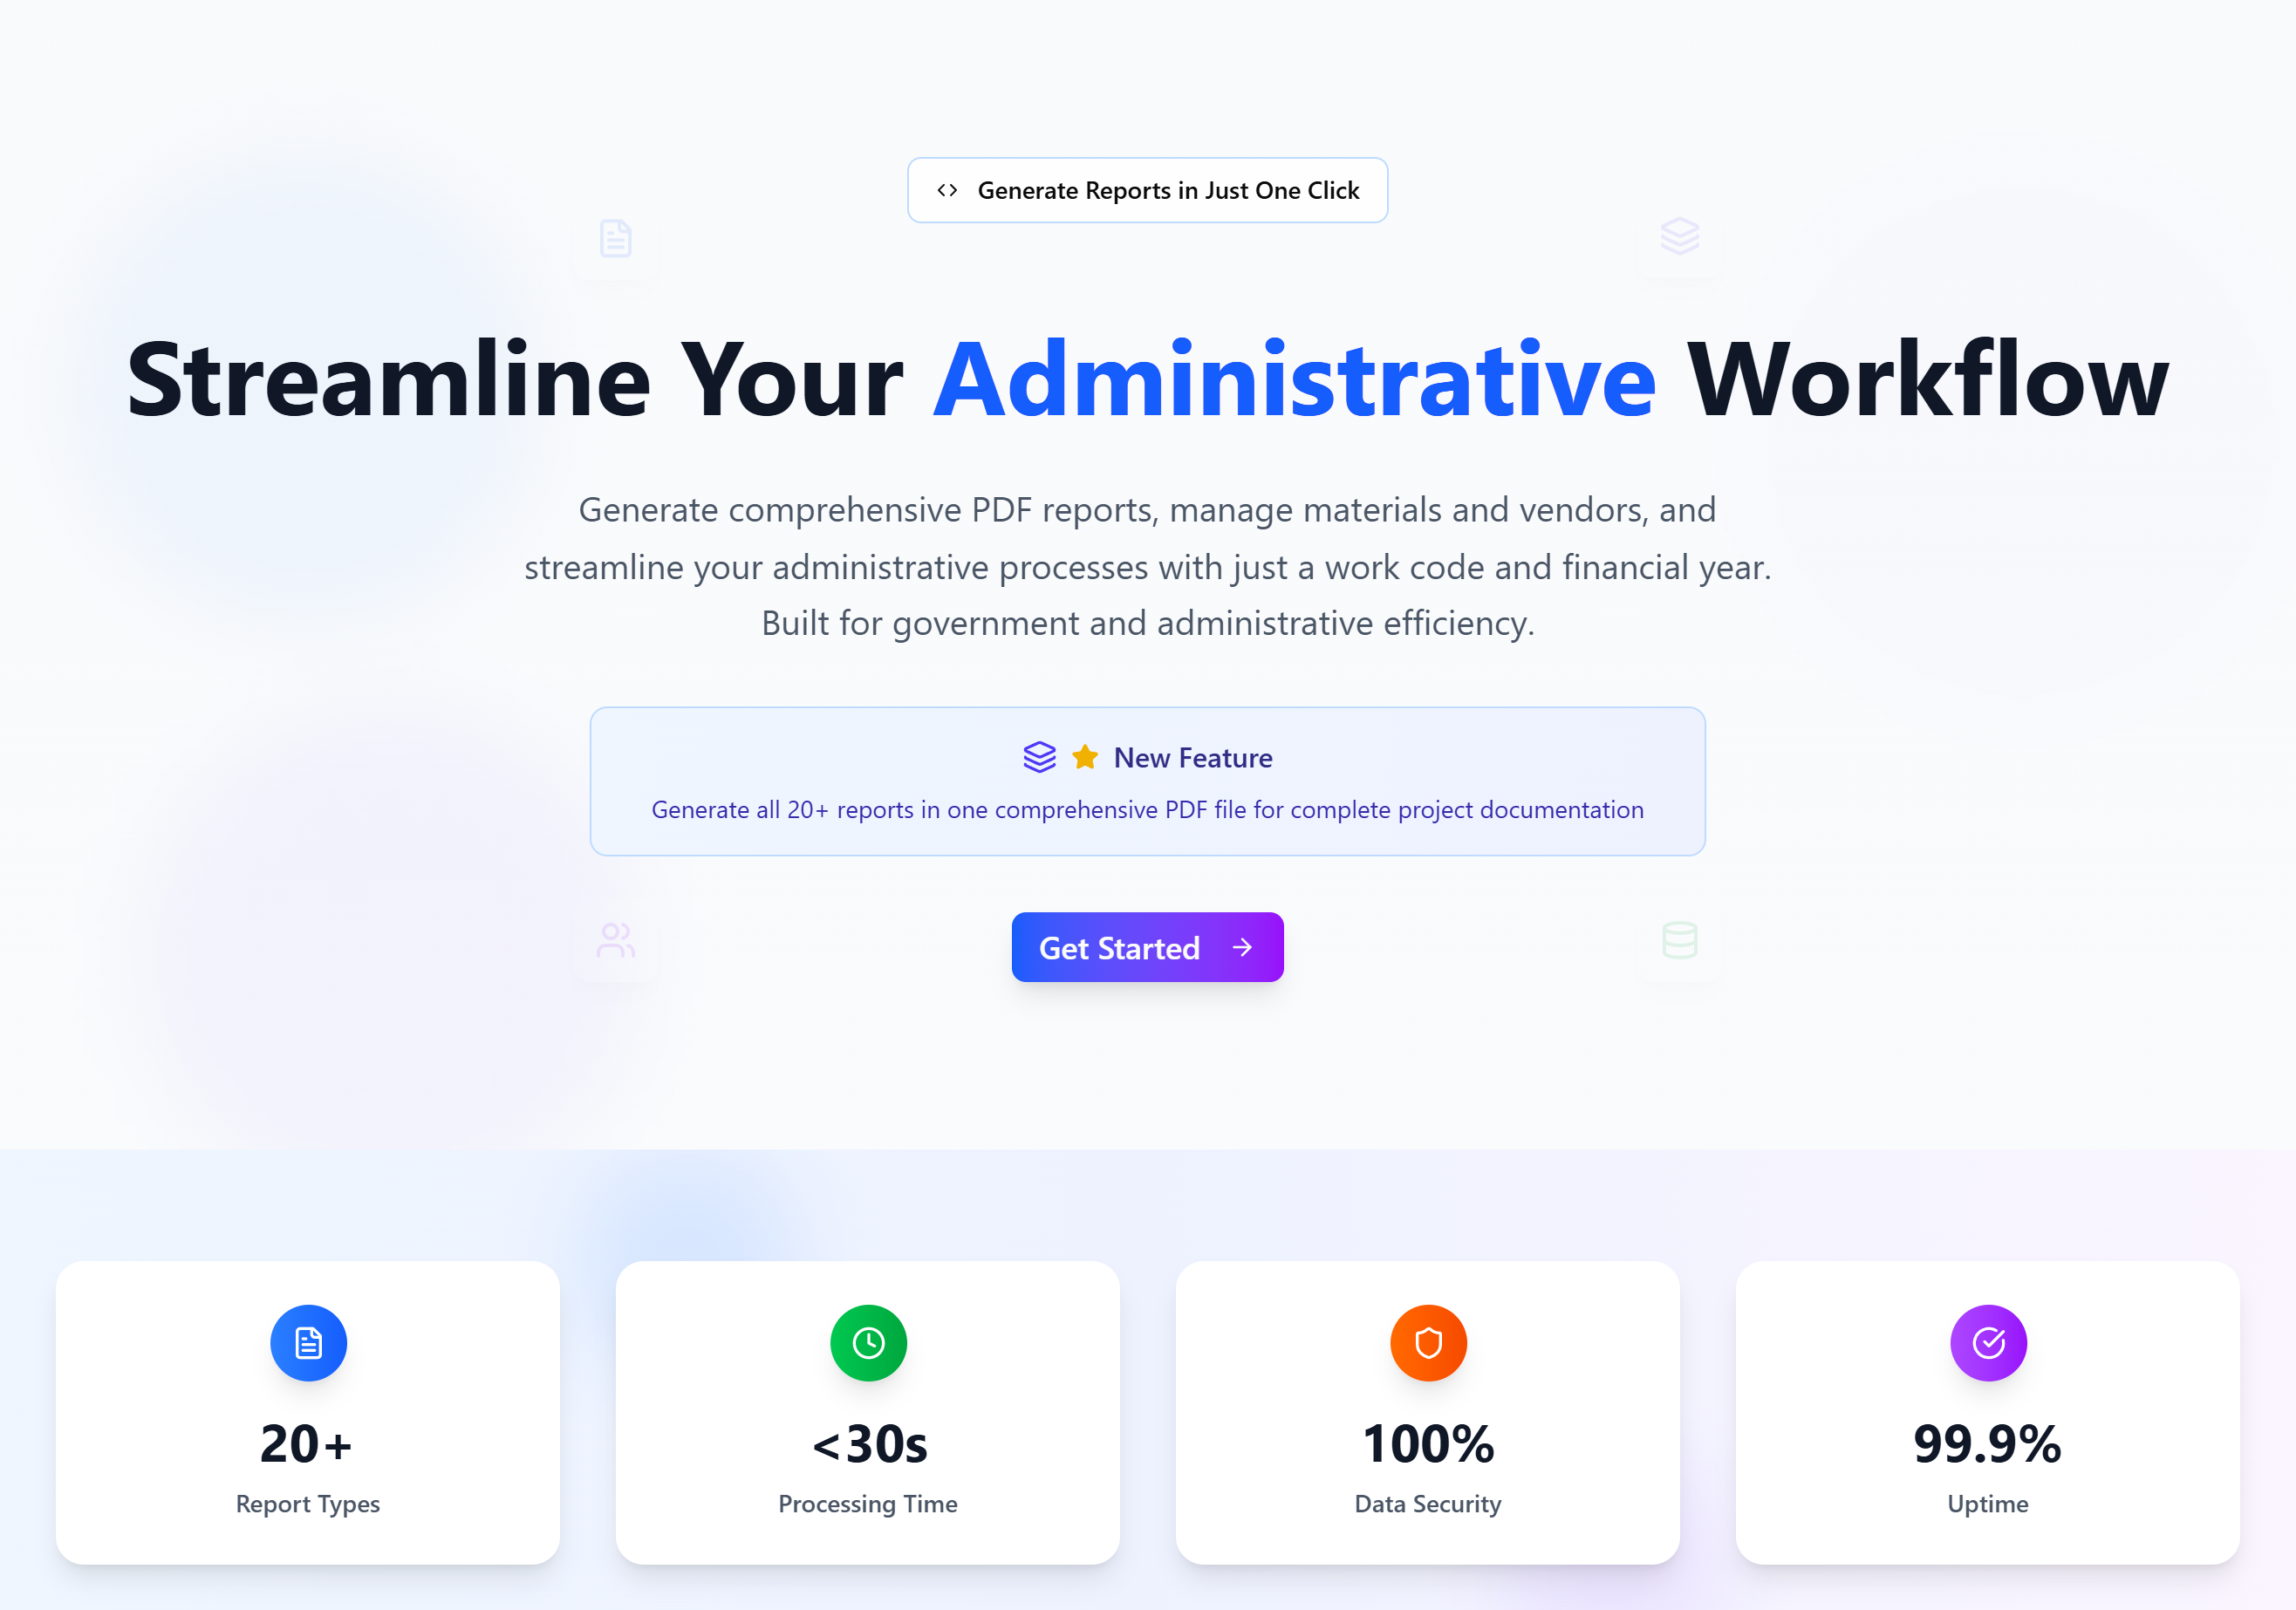 Generate Reports in Just One Click
Streamline Your Administrative Workflow
Generate comprehensive PDF reports, manage materials and vendors, and
streamline your administrative processes with just a work code and financial year.
Built for government and administrative efficiency.
New Feature
Generate all 20+ reports in one comprehensive PDF file for complete project documentation
Get Started
20+
Report Types
<30s
Processing Time
100%
Data Security
99.9%
Uptime